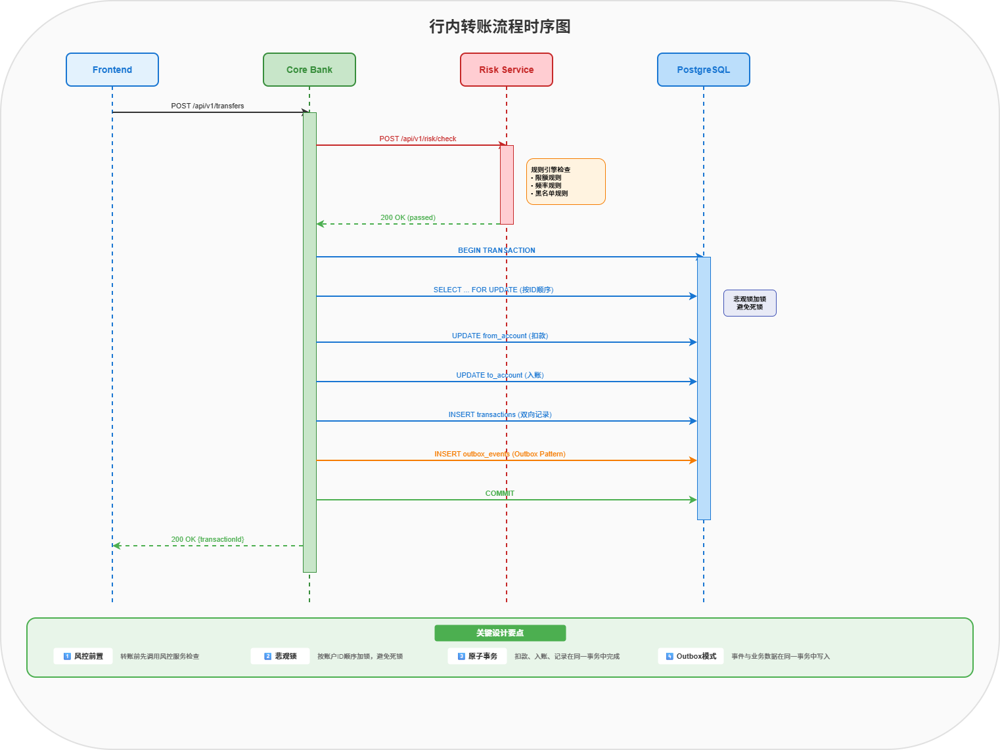 行内转账流程时序图
Frontend
Core Bank
Risk Service
PostgreSQL
POST /api/v1/transfers
POST /api/v1/risk/check
规则引擎检查
• 限额规则
• 频率规则
• 黑名单规则
200 OK (passed)
BEGIN TRANSACTION
SELECT ... FOR UPDATE (按ID顺序)
悲观锁加锁
避免死锁
UPDATE from_account (扣款)
UPDATE to_account (入账)
INSERT transactions (双向记录)
INSERT outbox_events (Outbox Pattern)
COMMIT
200 OK {transactionId}
关键设计要点
1️⃣ 风控前置
转账前先调用风控服务检查
2️⃣ 悲观锁
按账户ID顺序加锁，避免死锁
3️⃣ 原子事务
扣款、入账、记录在同一事务中完成
4️⃣ Outbox模式
事件与业务数据在同一事务中写入